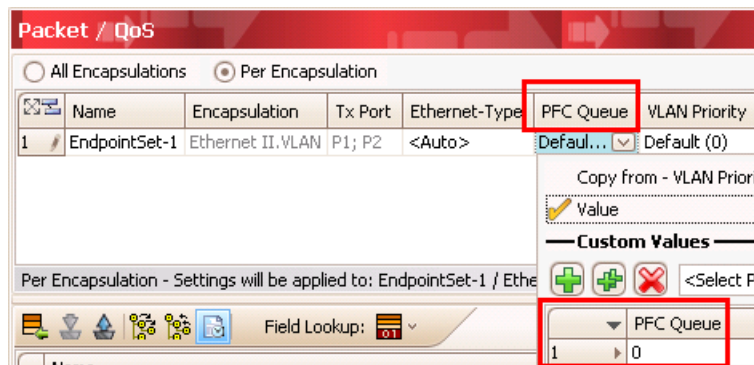 Packet / QoS
All Encapsulations Per Encapsulation
Name Encapsulation Tx Port Ethernet-Type PFC Queue VLAN Priority
1 EndpointSet-1 Ethernet II.VLAN P1; P2 <Auto> Defaul... Default (0)
Copy from - VLAN Priori
Value
Custom Values
Per Encapsulation - Settings will be applied to: EndpointSet-1 / Ethe
<Select P
Field Lookup: 01
PFC Queue
1 0